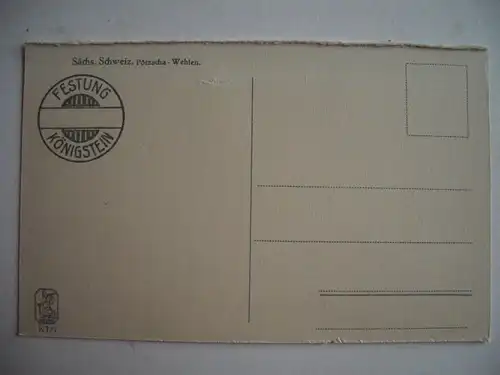 Sächs. Schweiz. Pötzscha - Wehlen.
FESTUNG
KÖNIGSTEIN